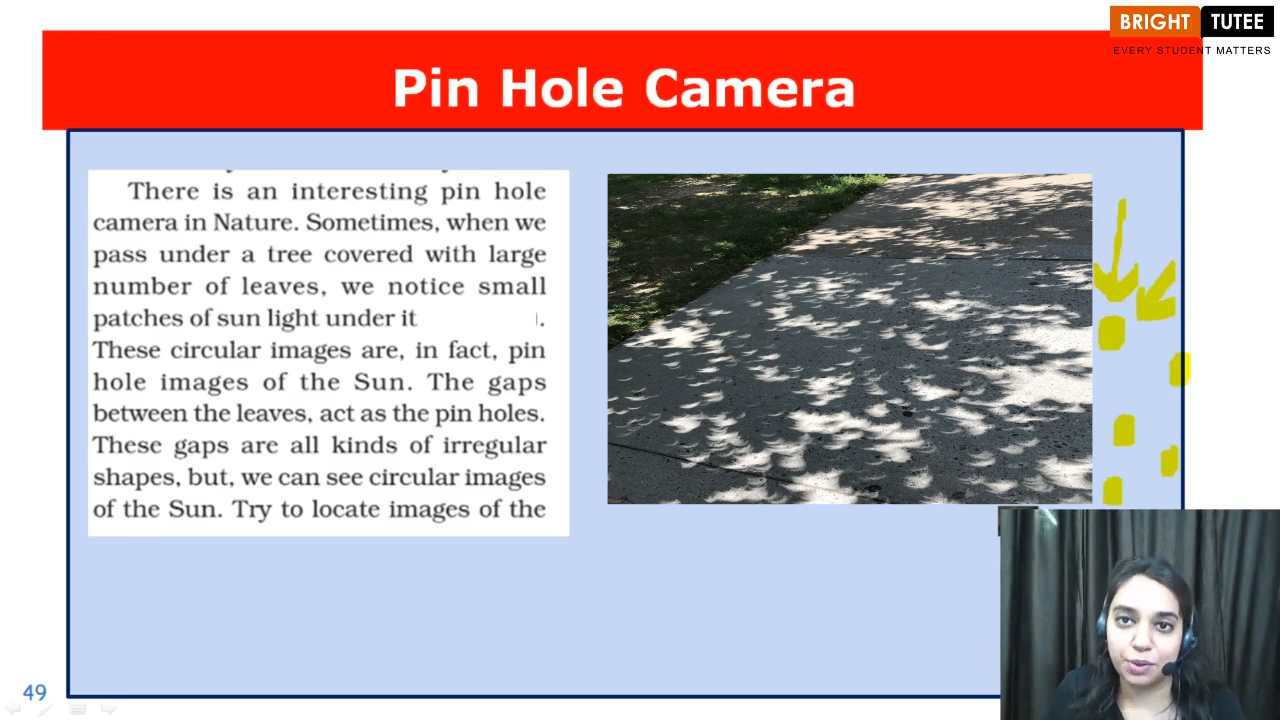 BRIGHT TUTEE
EVERY STUDENT MATTERS
Pin Hole Camera
There is an interesting pin hole
camera in Nature. Sometimes, when we
pass under a tree covered with large
number of leaves, we notice small
patches of sun light under it .
These circular images are, in fact, pin
hole images of the Sun. The gaps
between the leaves, act as the pin holes.
These gaps are all kinds of irregular
shapes, but, we can see circular images
of the Sun. Try to locate images of the
49